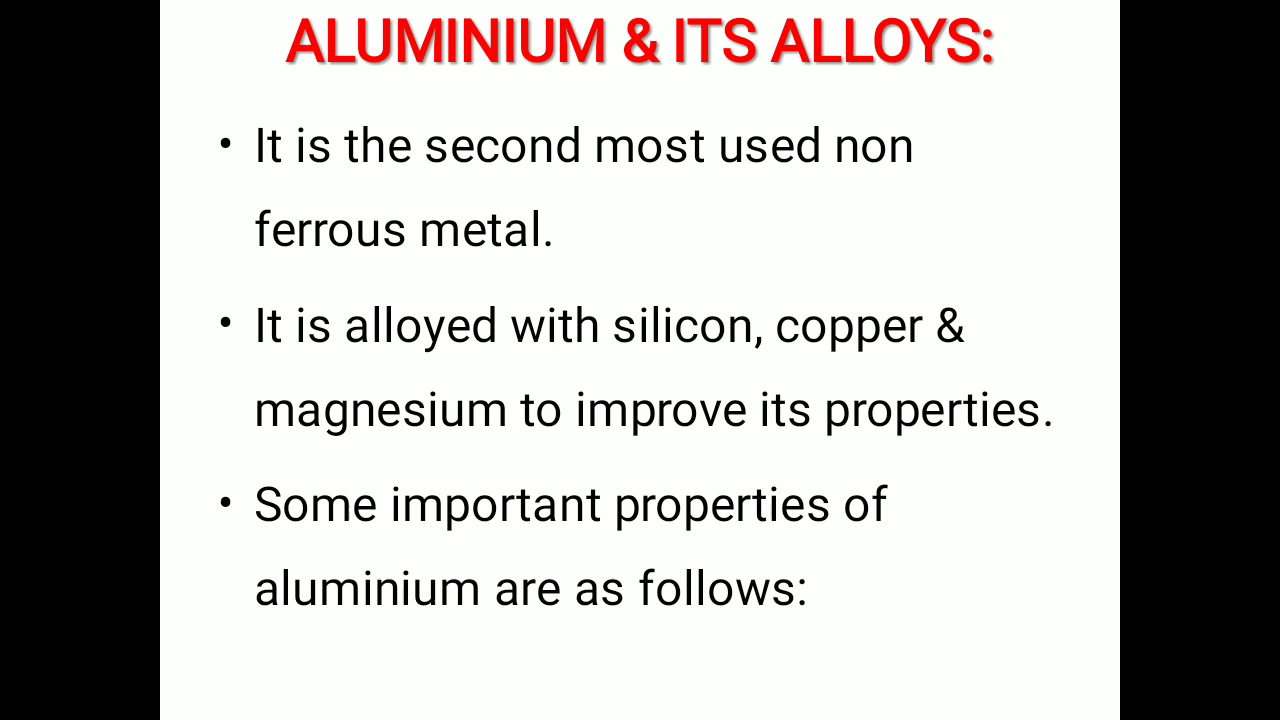 ALUMINIUM & ITS ALLOYS:
• It is the second most used non
ferrous metal.
• It is alloyed with silicon, copper &
magnesium to improve its properties.
• Some important properties of
aluminium are as follows: